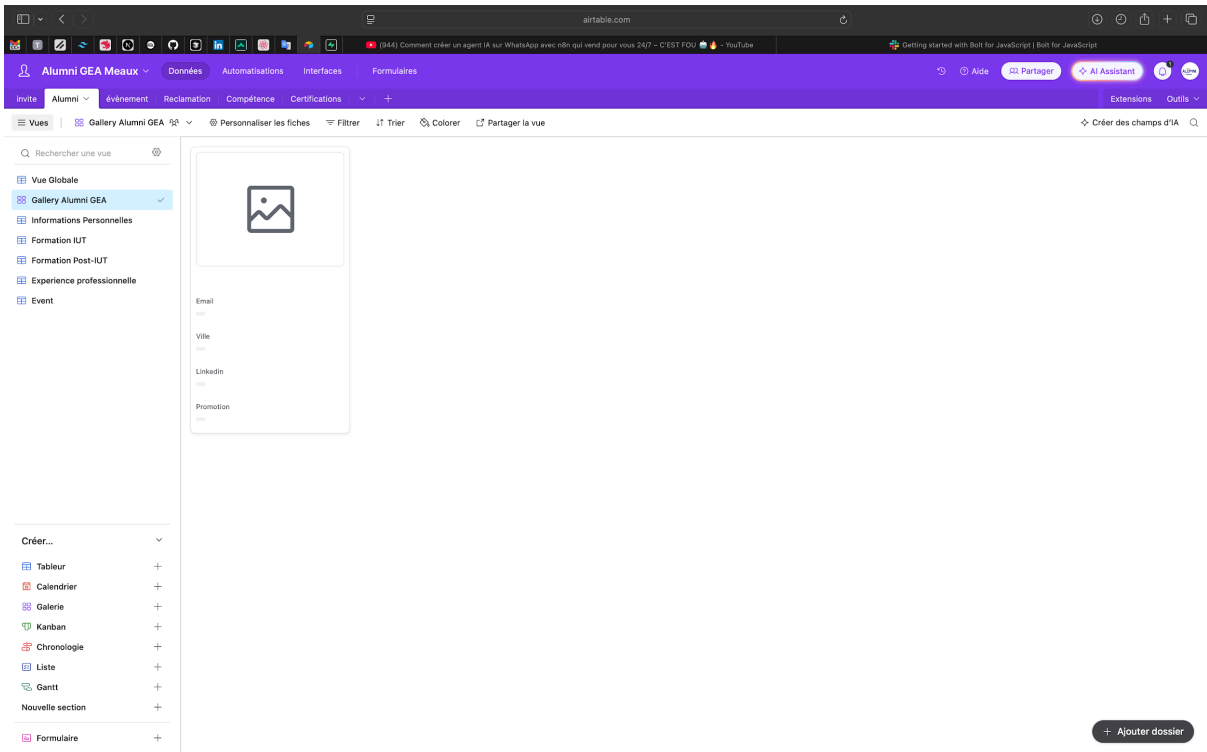 airtable.com
(944) Comment créer un agent IA sur WhatsApp avec n8n qui vend pour vous 24/7 – C'EST FOU 🤖🔥 - YouTube
Getting started with Bolt for JavaScript | Bolt for JavaScript
Alumni GEA Meaux
Données
Automatisations
Interfaces
Formulaires
Aide
Partager
AI Assistant
1
invite
Alumni
évènement
Reclamation
Compétence
Certifications
Extensions
Outils
Vues
Gallery Alumni GEA
Personnaliser les fiches
Filtrer
Trier
Colorer
Partager la vue
Créer des champs d'IA
Rechercher une vue
Vue Globale
Gallery Alumni GEA
Informations Personnelles
Formation IUT
Formation Post-IUT
Experience professionnelle
Event
Email
Ville
Linkedin
Promotion
Créer...
Tableur
Calendrier
Galerie
Kanban
Chronologie
Liste
Gantt
Nouvelle section
Formulaire
Ajouter dossier